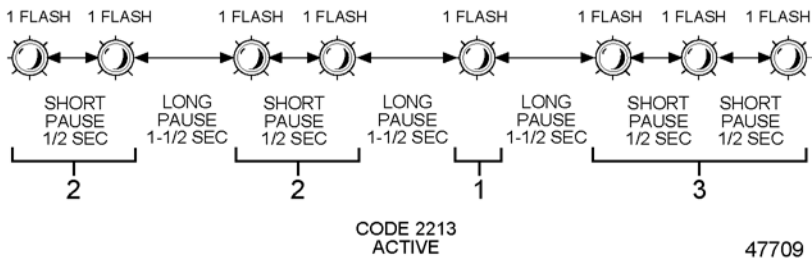 1 FLASH 1 FLASH 1 FLASH 1 FLASH 1 FLASH 1 FLASH 1 FLASH 1 FLASH
SHORT PAUSE 1/2 SEC
LONG PAUSE 1-1/2 SEC
SHORT PAUSE 1/2 SEC
LONG PAUSE 1-1/2 SEC
LONG PAUSE 1-1/2 SEC
SHORT PAUSE 1/2 SEC
SHORT PAUSE 1/2 SEC
2 2 1 3
CODE 2213
ACTIVE
47709